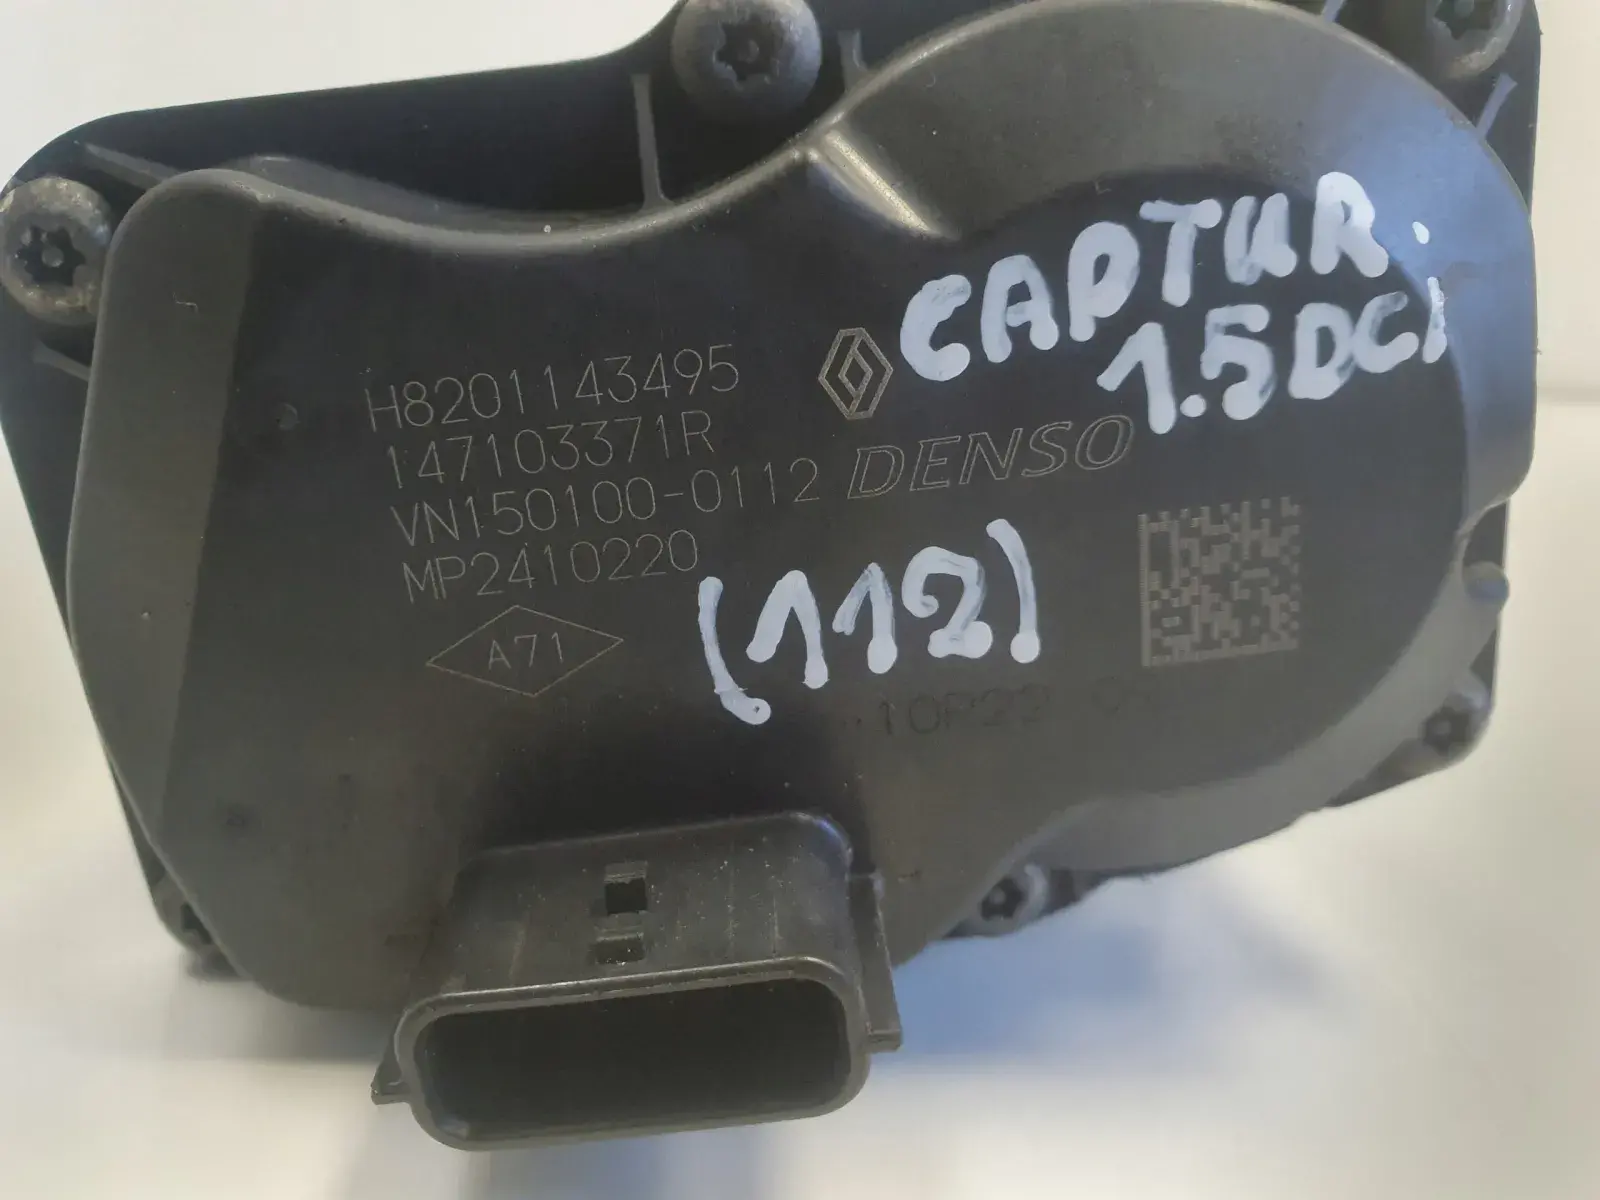 H8201143495
147103371R
VN150100-0112 DENSO
MP2410220
A71
CAPTUR.
1.5DCI
(112)